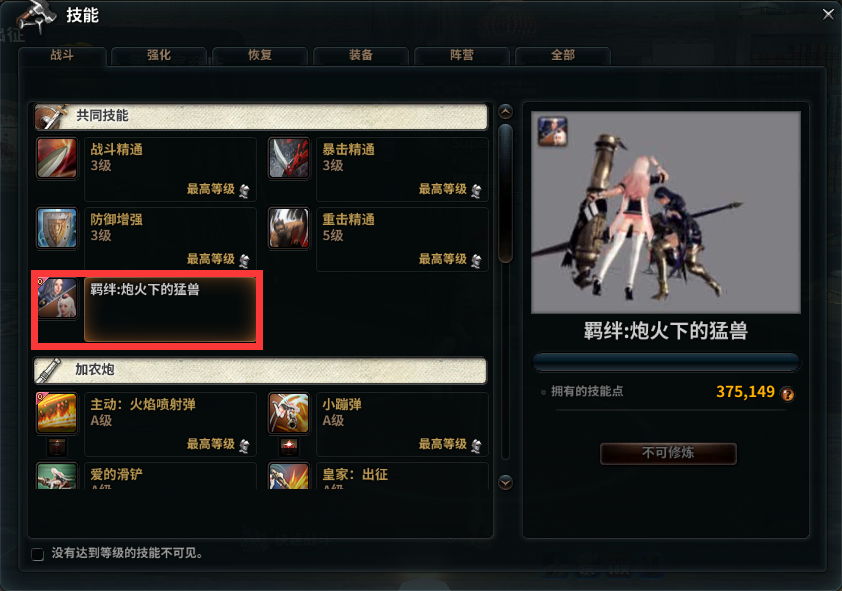 技能
战斗
强化
恢复
装备
阵营
全部
共同技能
战斗精通
3级
最高等级
暴击精通
3级
最高等级
防御增强
3级
最高等级
重击精通
5级
最高等级
羁绊:炮火下的猛兽
加农炮
主动：火焰喷射弹
A级
最高等级
小蹦弹
A级
最高等级
爱的滑铲
A级
皇家：出征
A级
没有达到等级的技能不可见。
羁绊:炮火下的猛兽
拥有的技能点
375,149
不可修炼